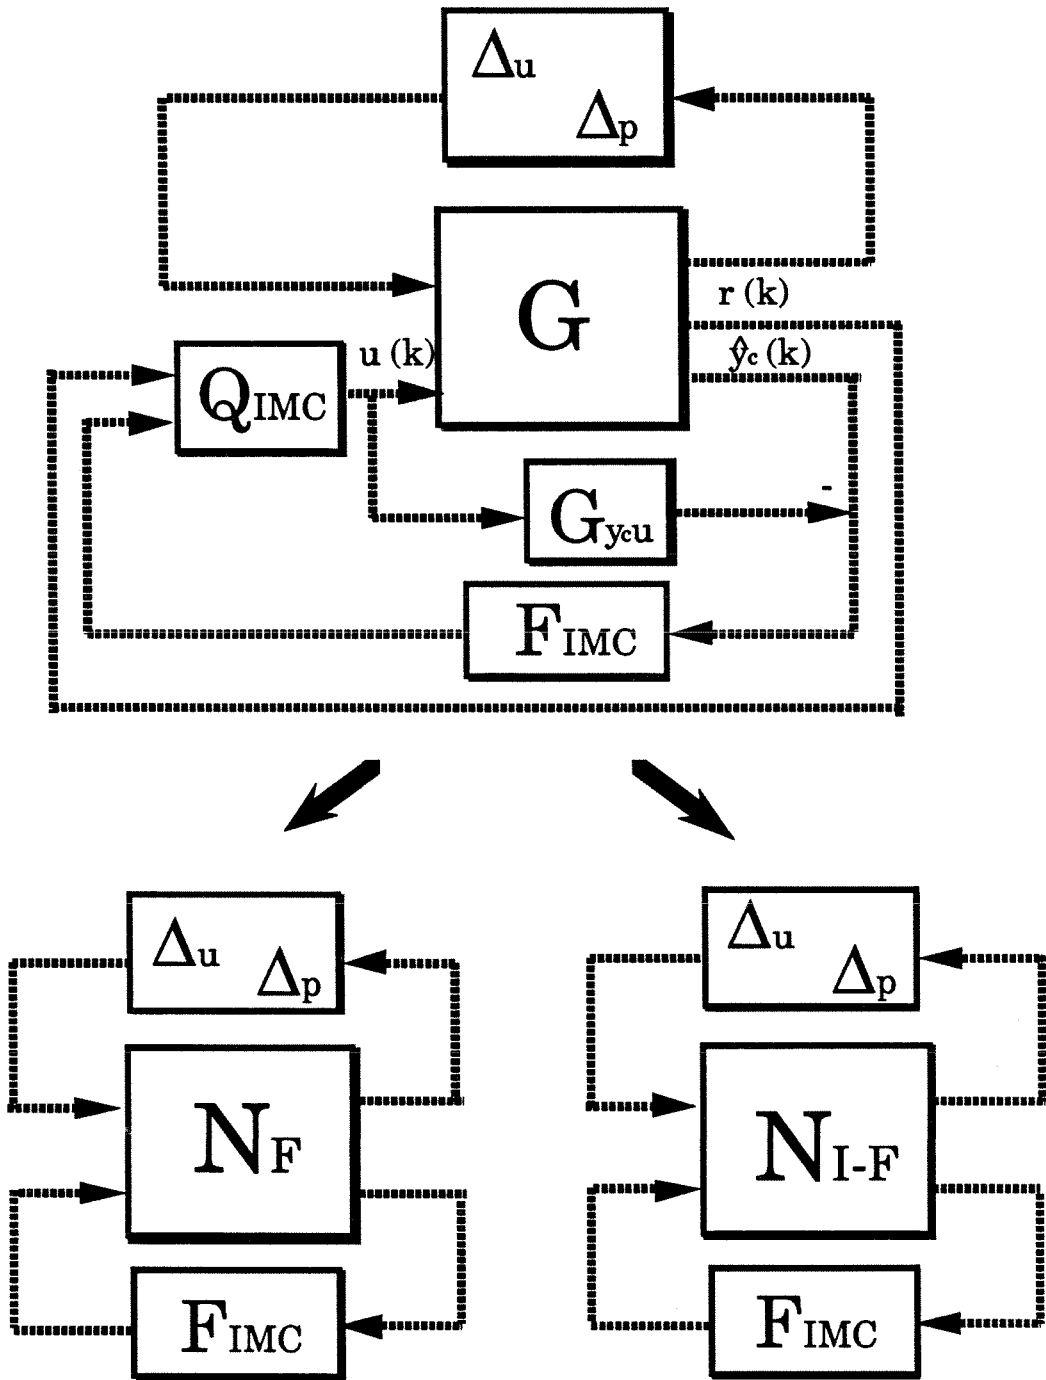 Δu
Δp
G
r (k)
u (k)
ŷc (k)
QIMC
-
Gycu
FIMC
Δu
Δp
Δu
Δp
NF
NI-F
FIMC
FIMC